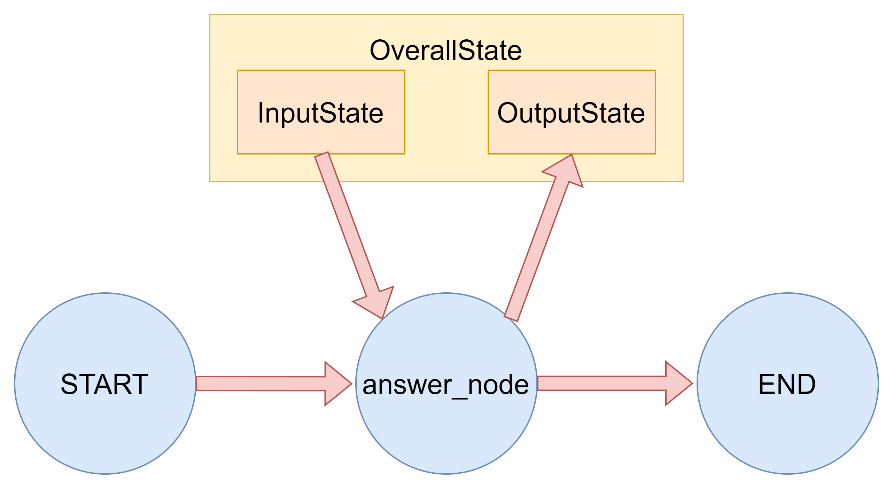 OverallState
InputState
OutputState
START
answer_node
END